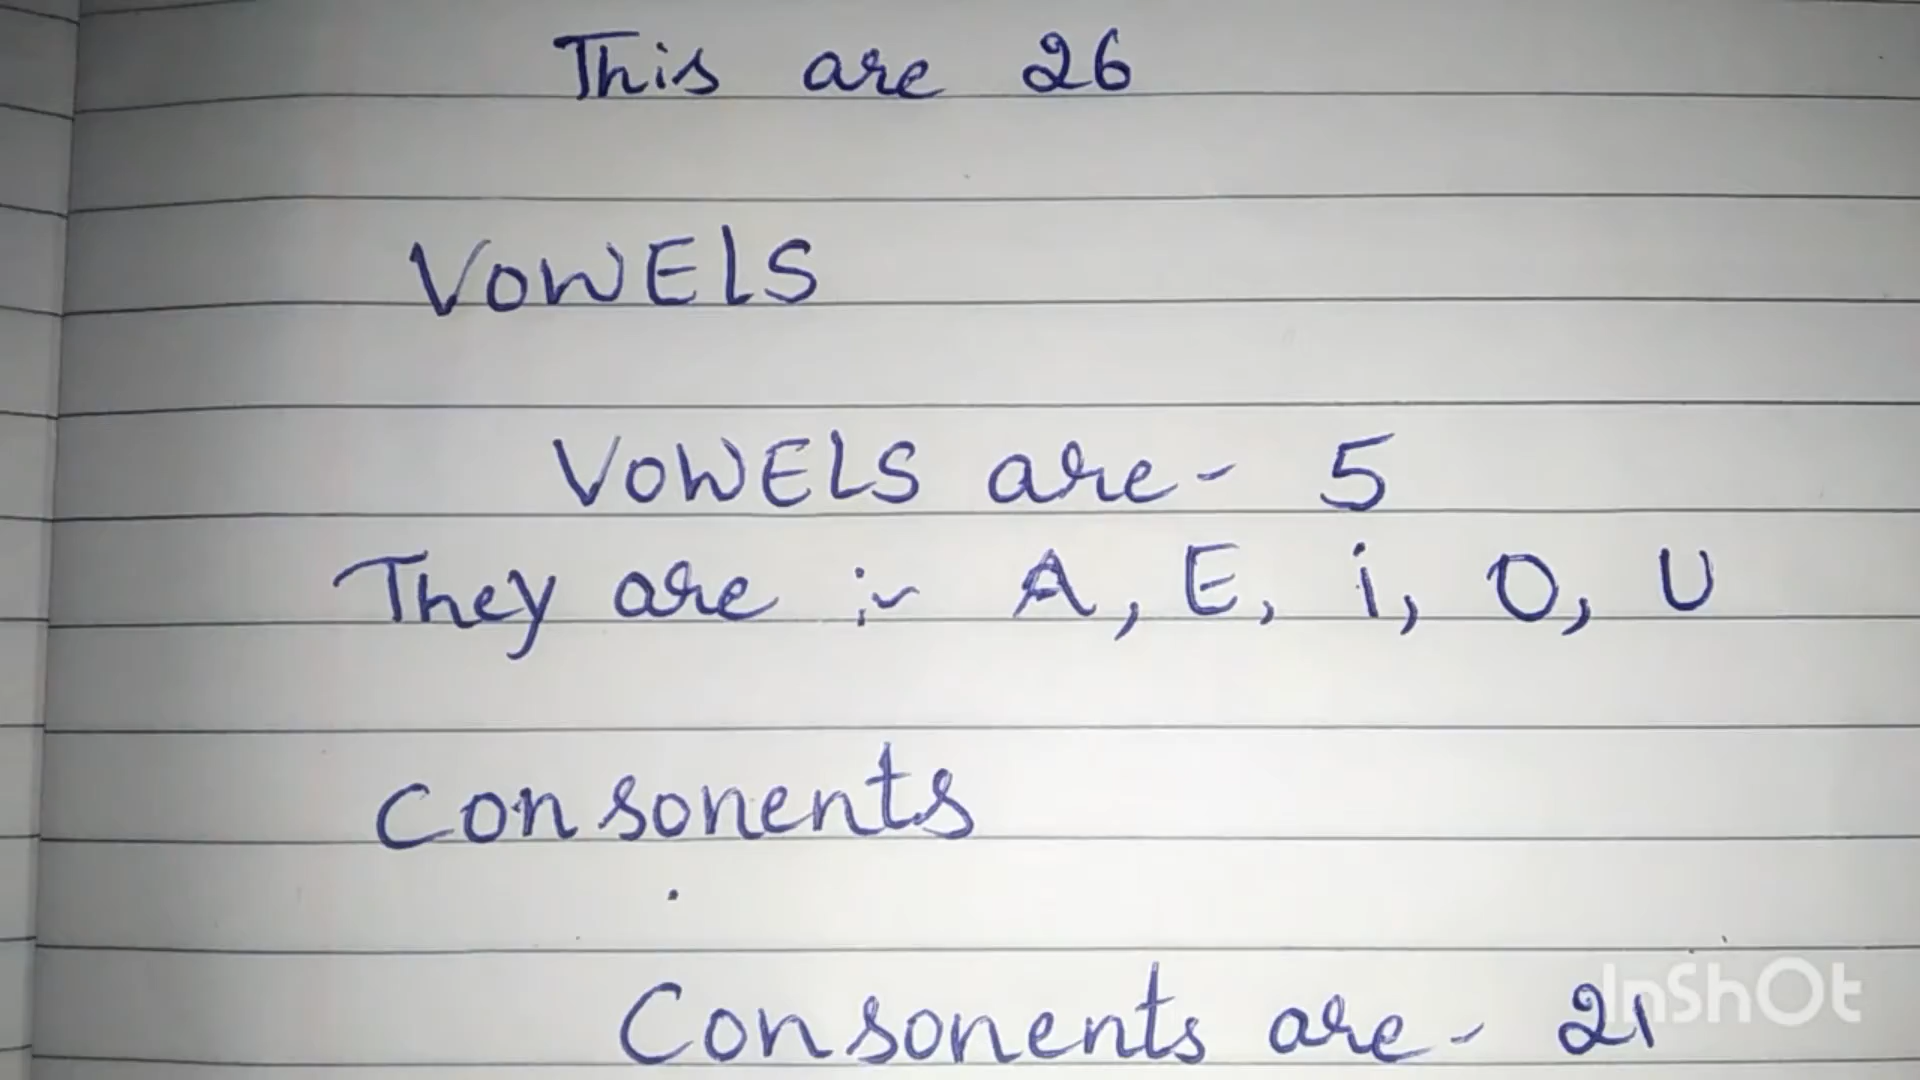 This are 26
VOWELS
VOWELS are - 5
They are :- A, E, i, O, U
Consonents
Consonents are - 21
InShOt